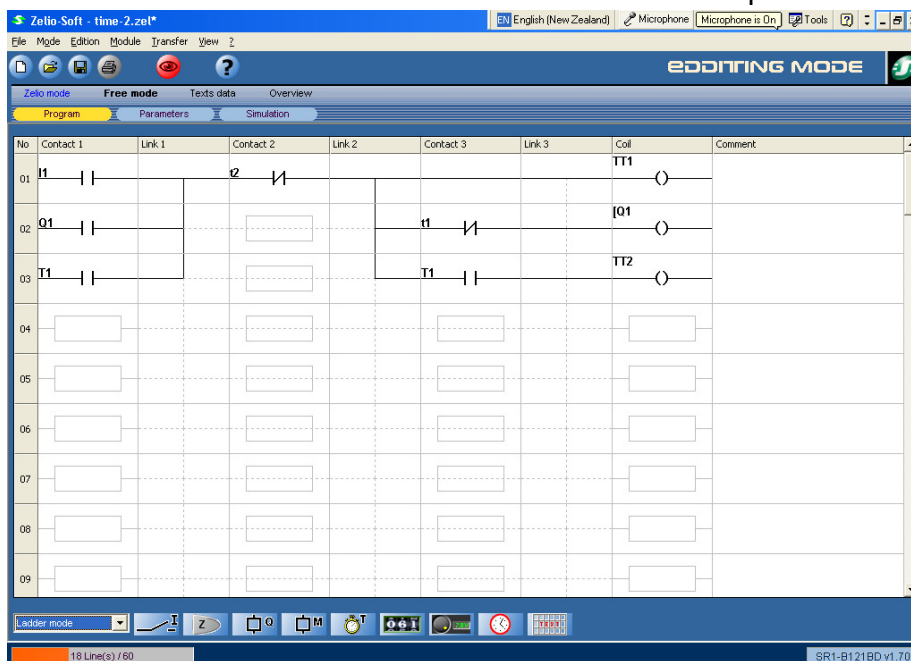 Zelio-Soft - time-2.zel*
EN English (New Zealand) Microphone Microphone is On Tools
File Mode Edition Module Transfer View ?
EDDITING MODE
Zelio mode Free mode Texts data Overview
Program Parameters Simulation
No Contact 1 Link 1 Contact 2 Link 2 Contact 3 Link 3 Coil Comment
01 I1 t2 TT1
02 Q1 t1 [Q1
03 T1 T1 TT2
04
05
06
07
08
09
Ladder mode I Z Q M T TEXT
18 Line(s) / 60 SR1-B121BD v1.70